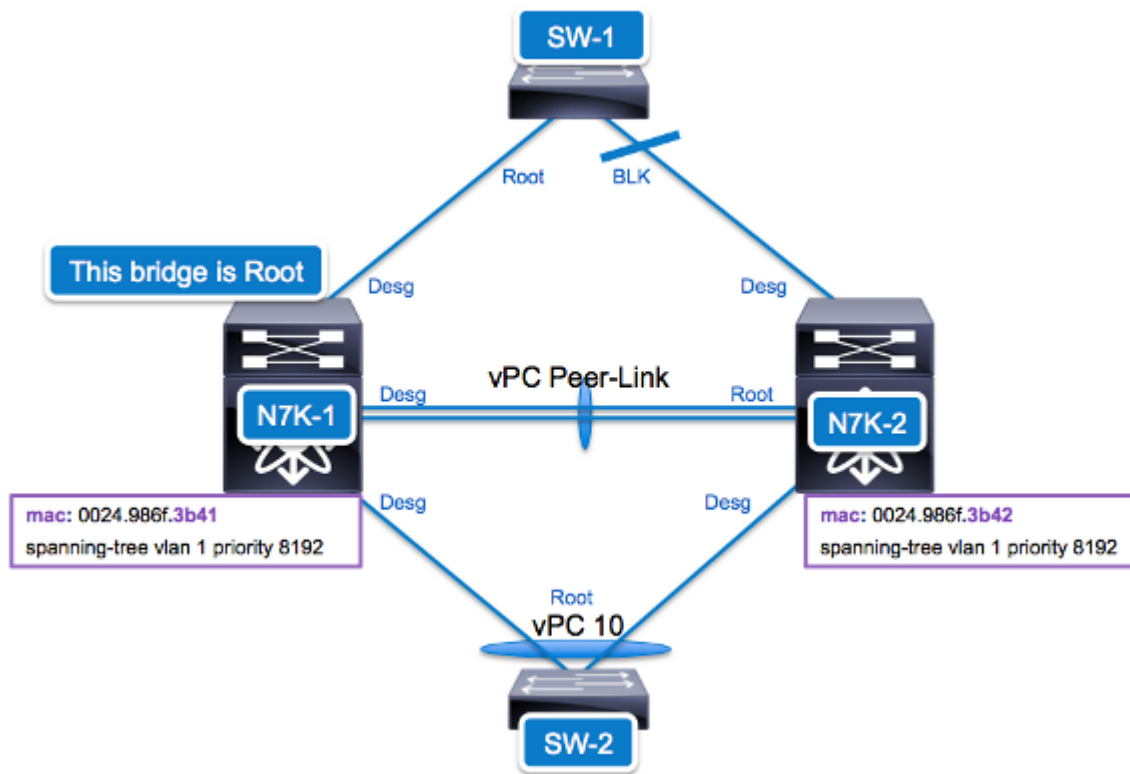 SW-1
Root
BLK
This bridge is Root
Desg
Desg
vPC Peer-Link
Desg
Root
N7K-1
N7K-2
Desg
Desg
mac: 0024.986f.3b41
spanning-tree vlan 1 priority 8192
mac: 0024.986f.3b42
spanning-tree vlan 1 priority 8192
Root
vPC 10
SW-2